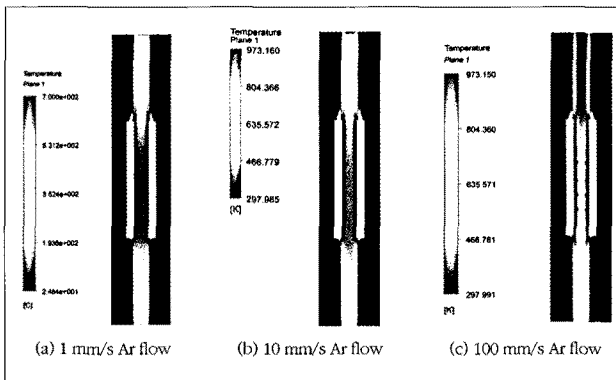 Temperature
Plane 1
7.000e+002
5.312e+002
3.624e+002
1.936e+002
2.484e+001
[C]
(a) 1 mm/s Ar flow
Temperature
Plane 1
973.160
804.366
635.572
466.779
297.985
[K]
(b) 10 mm/s Ar flow
Temperature
Plane 1
973.150
804.360
635.571
466.781
297.991
[K]
(c) 100 mm/s Ar flow